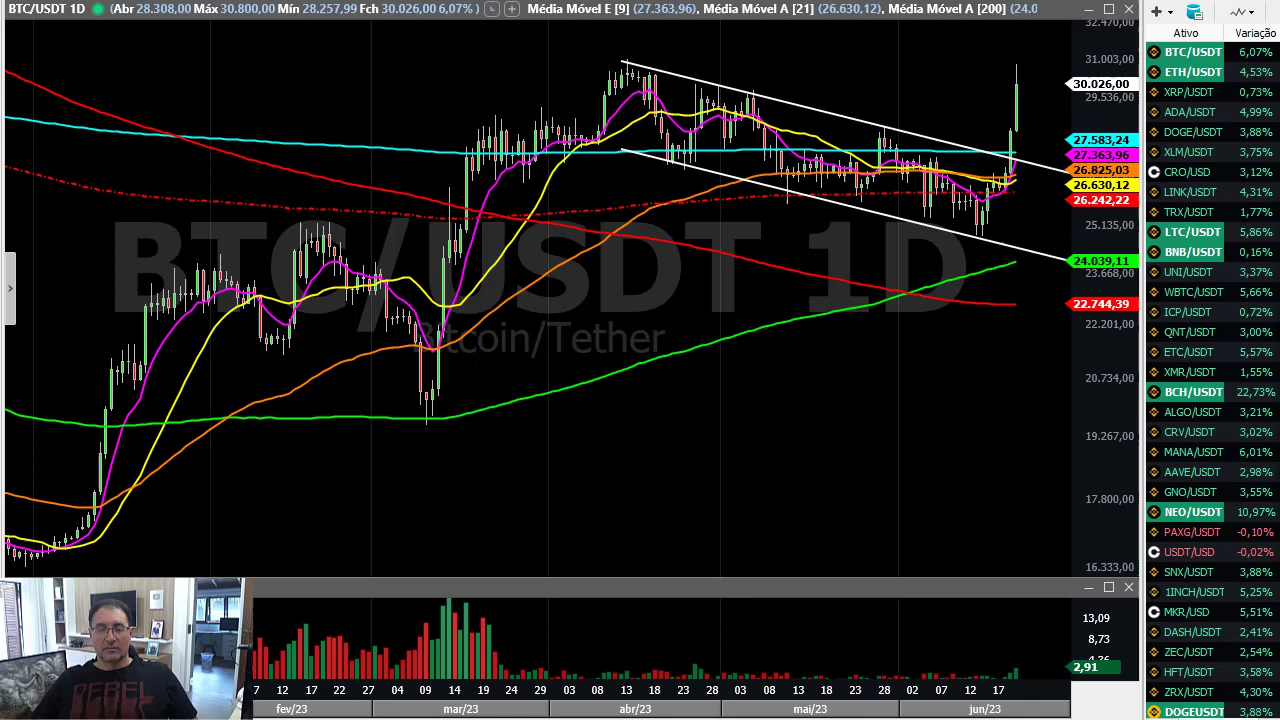 BTC/USDT 1D (Abr 28.308,00 Máx 30.800,00 Mín 28.257,99 Fch 30.026,00 6,07% ) Média Móvel E [9] (27.363,96), Média Móvel A [21] (26.630,12), Média Móvel A [200] (24.0
32.470,00
31.003,00
30.026,00
29.536,00
27.583,24
27.363,96
26.825,03
26.630,12
26.242,22
25.135,00
24.039,11
23.668,00
22.744,39
22.201,00
20.734,00
19.267,00
17.800,00
16.333,00
BTC/USDT 1D
Bitcoin/Tether
13,09
8,73
4,36
2,91
7 12 17 22 27 04 09 14 19 24 29 03 08 13 18 23 28 03 08 13 18 23 28 02 07 12 17
fev/23 mar/23 abr/23 mai/23 jun/23
REBEL
Ativo Variação
BTC/USDT 6,07%
ETH/USDT 4,53%
XRP/USDT 0,73%
ADA/USDT 4,99%
DOGE/USDT 3,88%
XLM/USDT 3,75%
CRO/USD 3,12%
LINK/USDT 4,31%
TRX/USDT 1,77%
LTC/USDT 5,86%
BNB/USDT 0,16%
UNI/USDT 3,37%
WBTC/USDT 5,66%
ICP/USDT 0,72%
QNT/USDT 3,00%
ETC/USDT 5,57%
XMR/USDT 1,55%
BCH/USDT 22,73%
ALGO/USDT 3,21%
CRV/USDT 3,02%
MANA/USDT 6,01%
AAVE/USDT 2,98%
GNO/USDT 3,55%
NEO/USDT 10,97%
PAXG/USDT -0,10%
USDT/USD -0,02%
SNX/USDT 3,88%
1INCH/USDT 5,25%
MKR/USD 5,51%
DASH/USDT 2,41%
ZEC/USDT 2,54%
HFT/USDT 3,58%
ZRX/USDT 4,30%
DOGEUSDT 3,88%